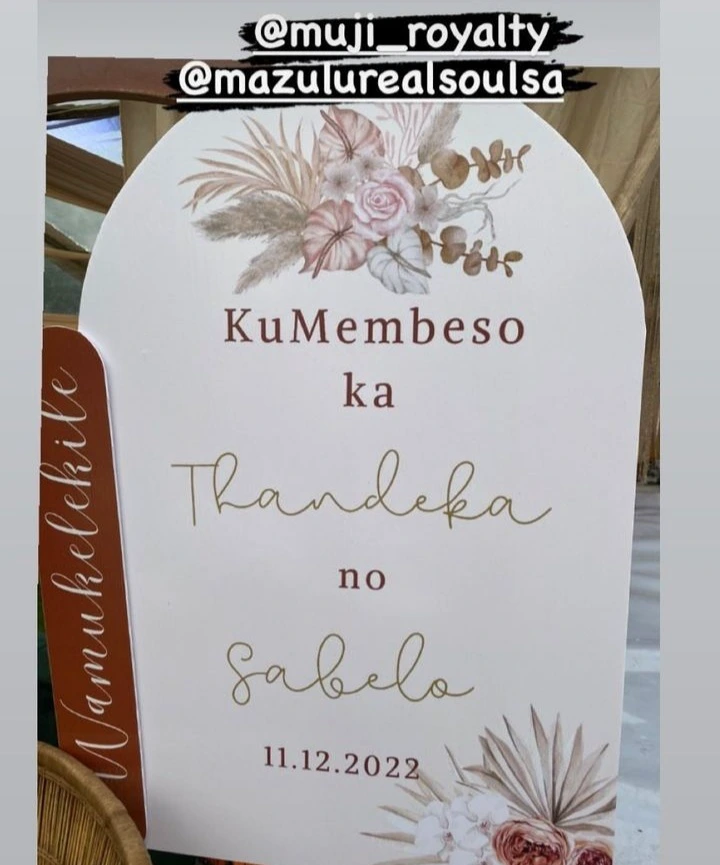 @muji_royalty
@mazulurealsoulsa
KuMembeso
ka
Thandeka
no
Sabelo
11.12.2022
Wamukelekile